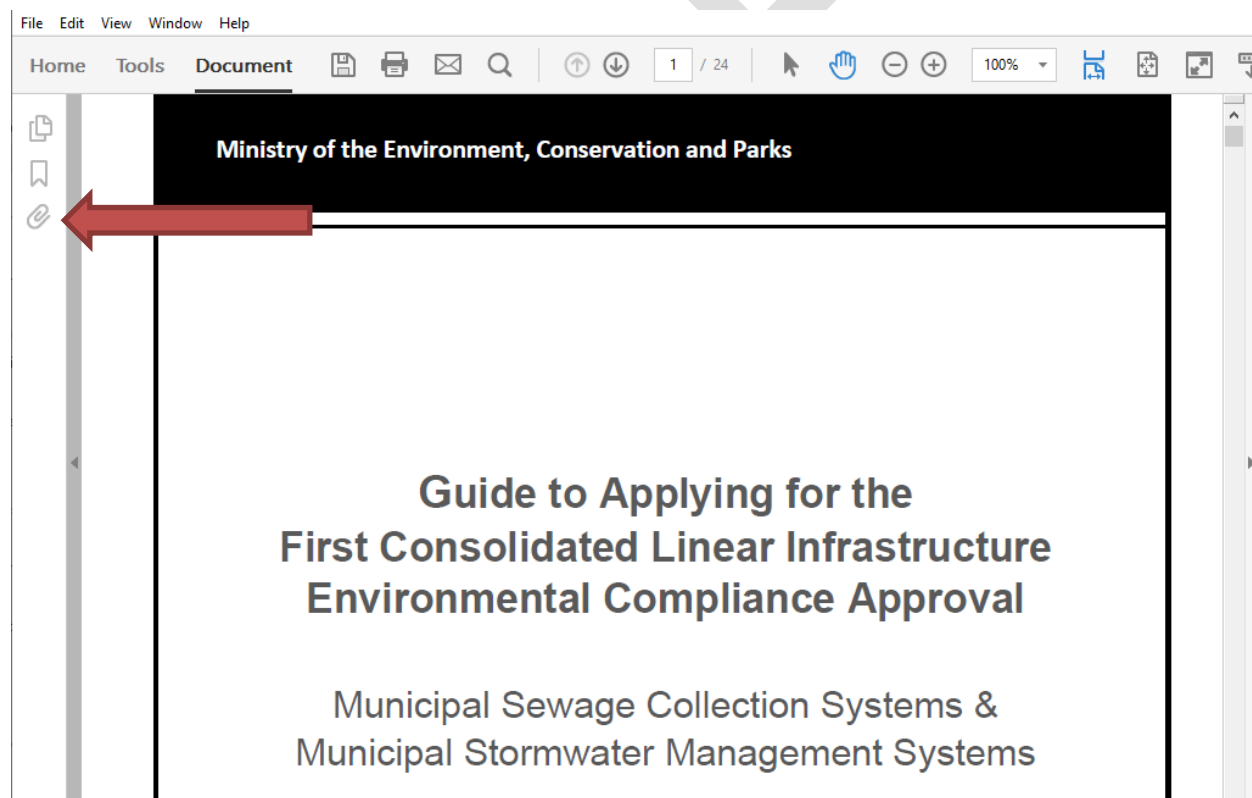 File Edit View Window Help
Home Tools Document 1 / 24 100%
Ministry of the Environment, Conservation and Parks
Guide to Applying for the
First Consolidated Linear Infrastructure
Environmental Compliance Approval
Municipal Sewage Collection Systems &
Municipal Stormwater Management Systems